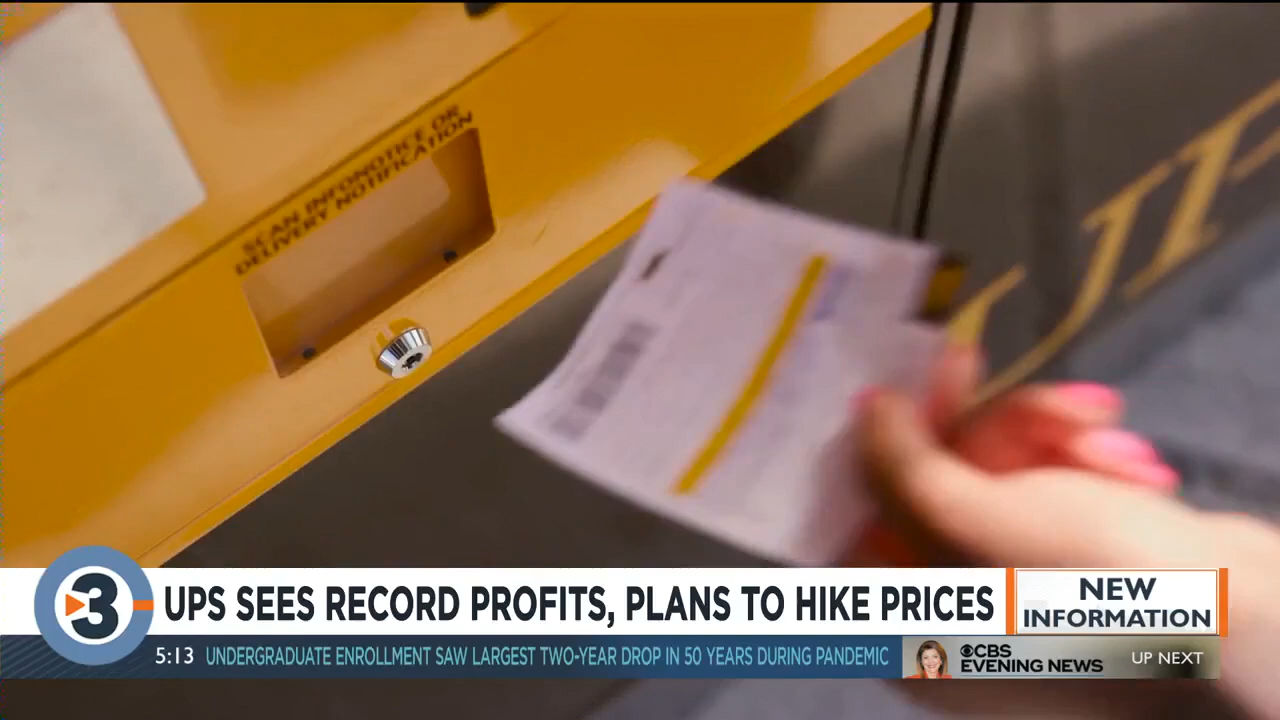 SCAN INFONOTICE OR
DELIVERY NOTIFICATION
3
UPS SEES RECORD PROFITS, PLANS TO HIKE PRICES
NEW
INFORMATION
5:13
UNDERGRADUATE ENROLLMENT SAW LARGEST TWO-YEAR DROP IN 50 YEARS DURING PANDEMIC
CBS
EVENING NEWS
UP NEXT